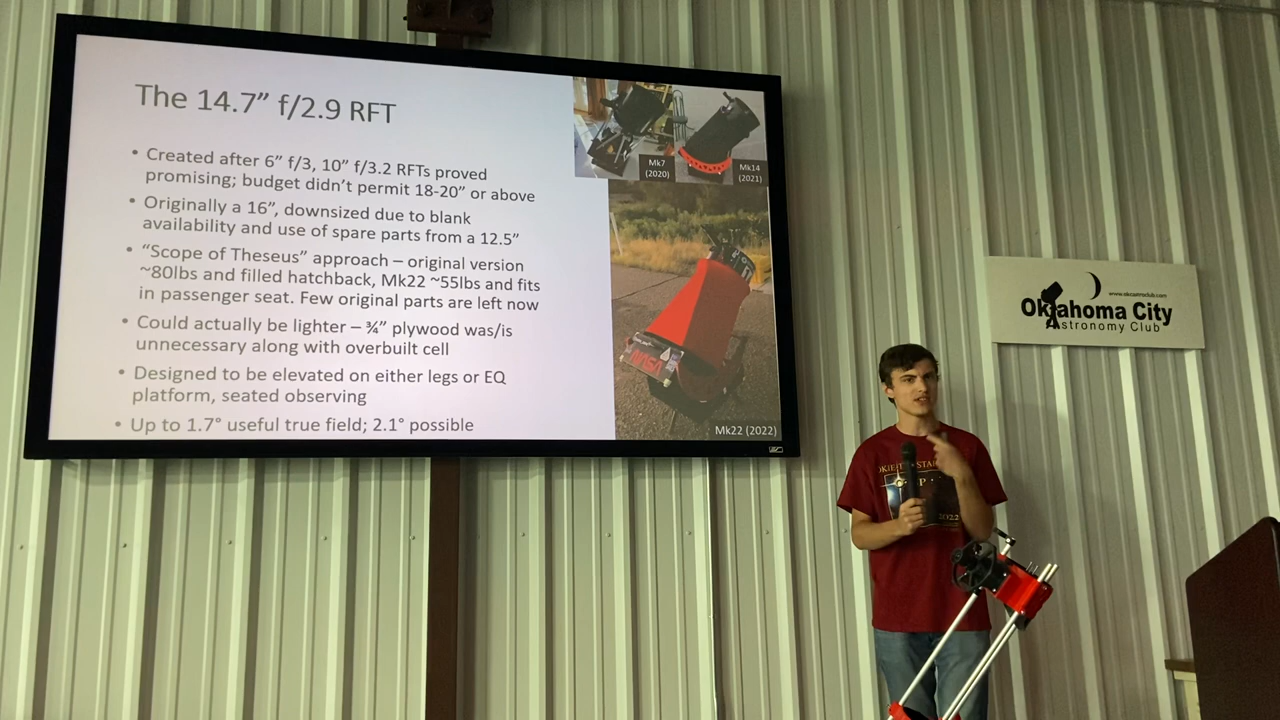 The 14.7” f/2.9 RFT
• Created after 6” f/3, 10” f/3.2 RFTs proved
promising; budget didn’t permit 18-20” or above
• Originally a 16”, downsized due to blank
availability and use of spare parts from a 12.5”
• “Scope of Theseus” approach – original version
~80lbs and filled hatchback, Mk22 ~55lbs and fits
in passenger seat. Few original parts are left now
• Could actually be lighter – ¾” plywood was/is
unnecessary along with overbuilt cell
• Designed to be elevated on either legs or EQ
platform, seated observing
• Up to 1.7° useful true field; 2.1° possible
Mk7
(2020)
Mk14
(2021)
NASA
Mk22 (2022)
www.okcastroclub.com
Oklahoma City
Astronomy Club
2022